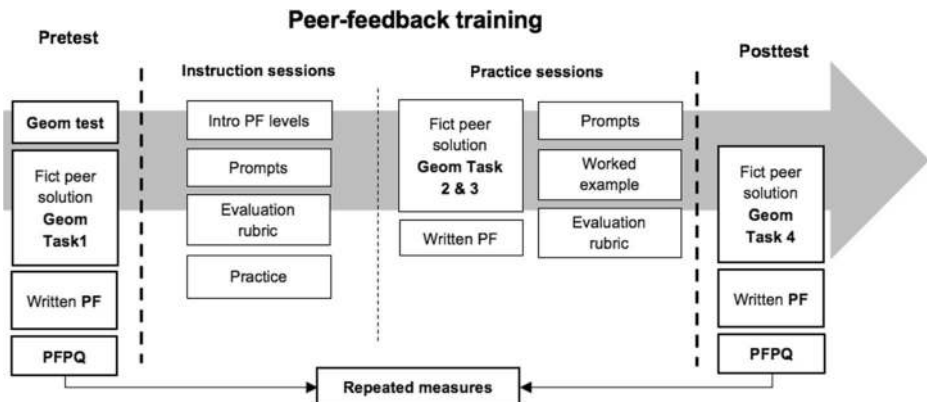 Peer-feedback training
Pretest
Geom test
Fict peer
solution
Geom
Task1
Written PF
PFPQ
Instruction sessions
Intro PF levels
Prompts
Evaluation
rubric
Practice
Practice sessions
Fict peer
solution
Geom Task
2 & 3
Written PF
Prompts
Worked
example
Evaluation
rubric
Posttest
Fict peer
solution
Geom
Task 4
Written PF
PFPQ
Repeated measures